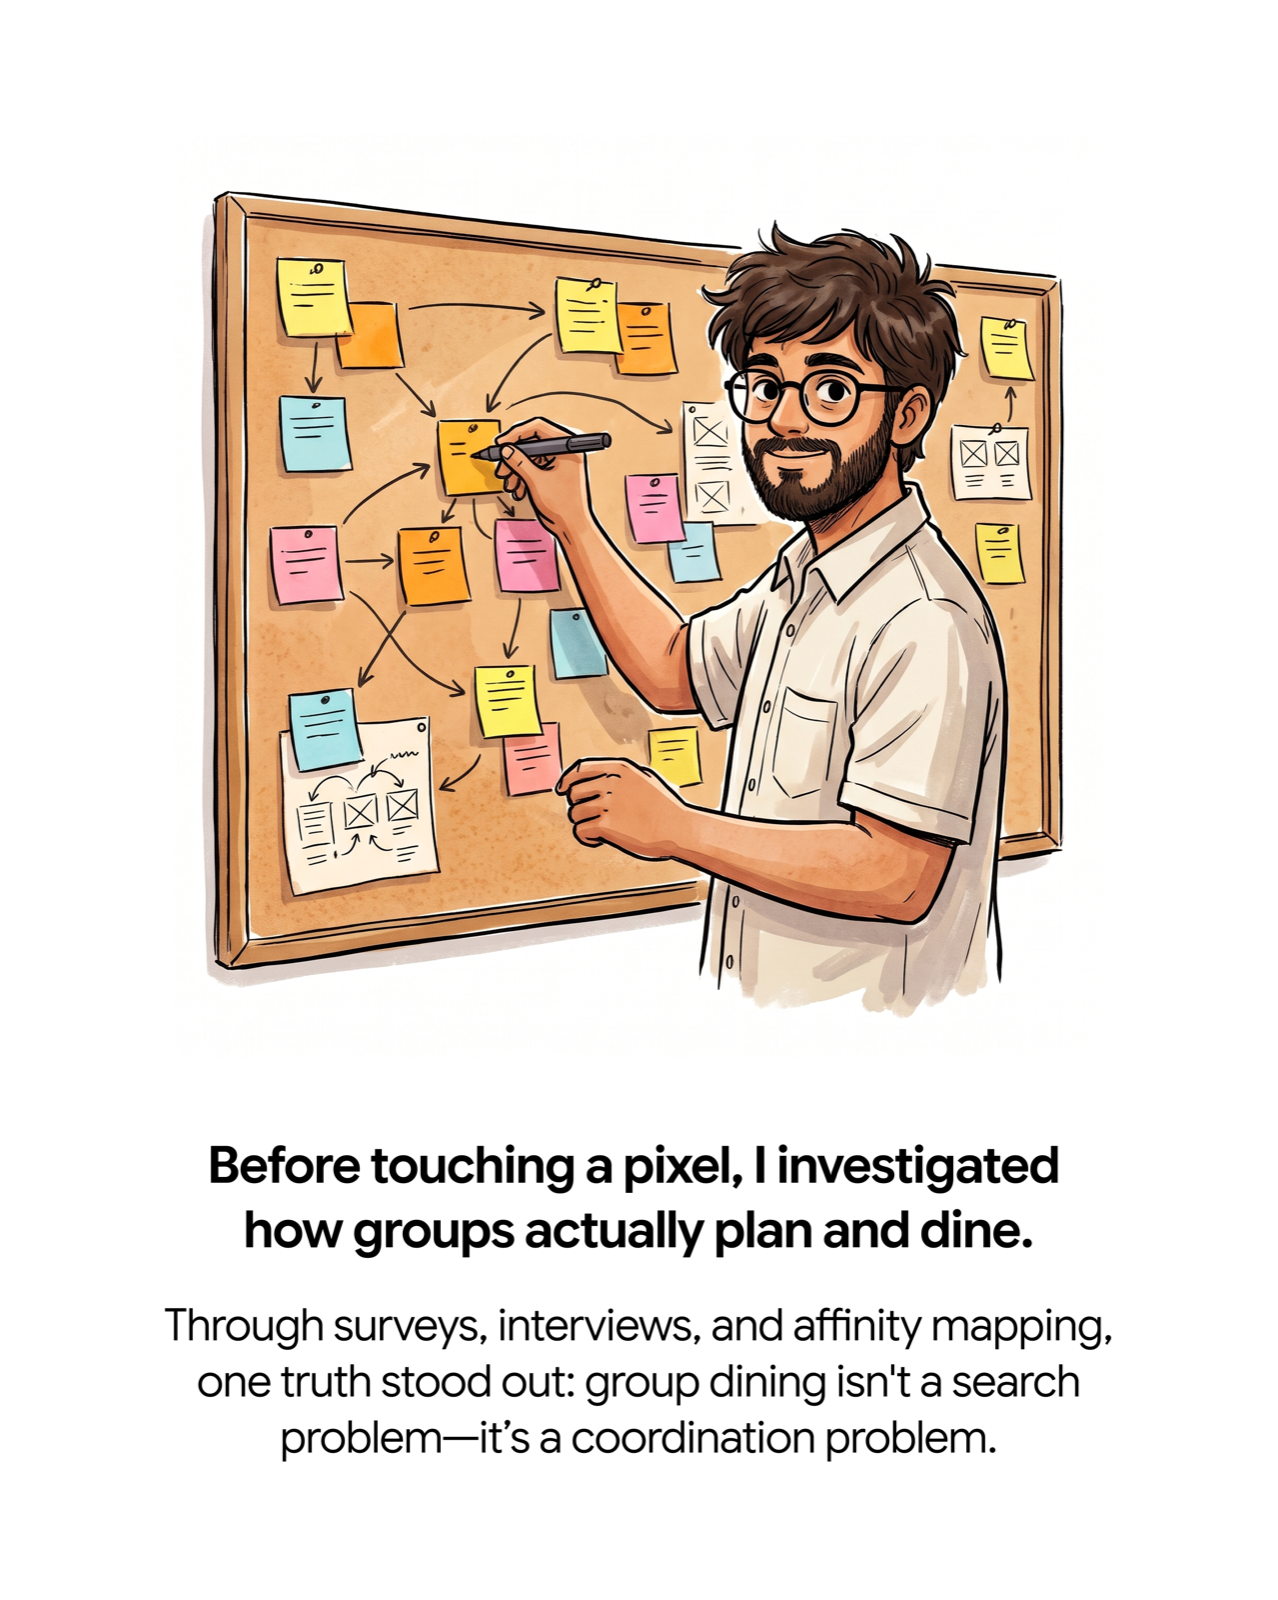 Before touching a pixel, I investigated
how groups actually plan and dine.
Through surveys, interviews, and affinity mapping,
one truth stood out: group dining isn't a search
problem—it’s a coordination problem.